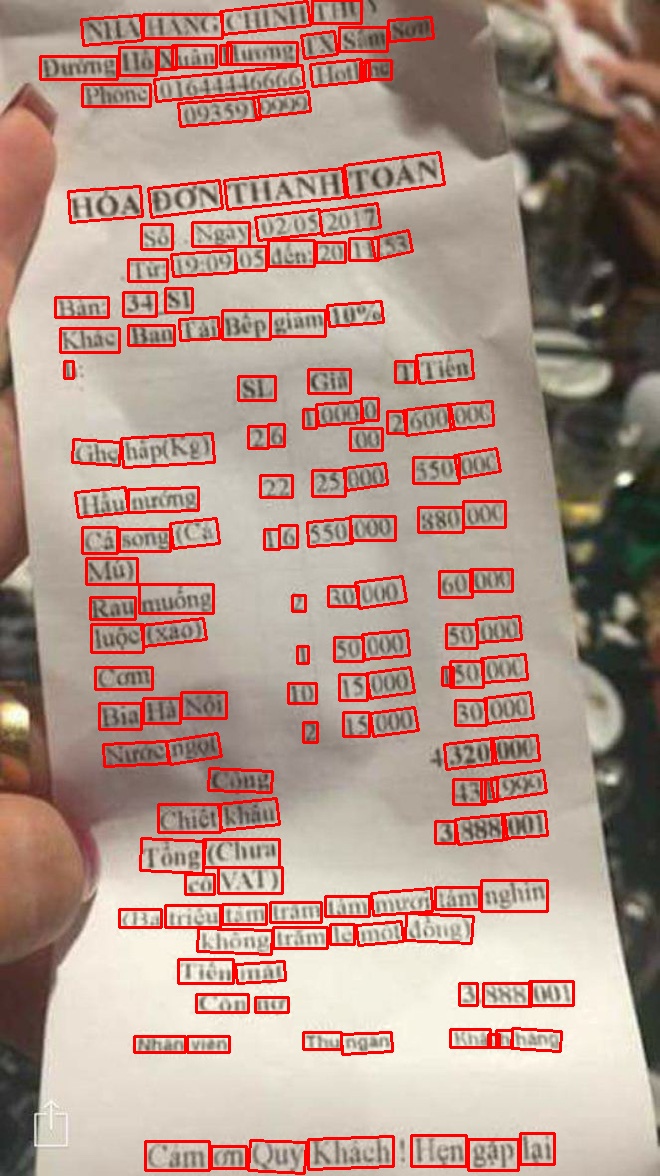 NHÀ HÀNG CHÍNH THÚY
Đường Hồ Xuân Hương TX Sầm Sơn
Phone 01644446666 Hotline
09359 9999
HÓA ĐƠN THANH TOÁN
Số: Ngày 02/05/2017
Từ: 19:09 05 đến: 20 11 53
Bàn: 34 S1
Khác Ban Tài Bếp giảm 10%
1:
SL Giá T Tiền
Ghẹ hấp(Kg) 2 6 1 000 000 2 600 000
Hầu nướng 22 25 000 550 000
Cá song (Cá Mú) 1 6 550 000 880 000
Rau muống luộc (xào) 2 30 000 60 000
Cơm 1 50 000 50 000
Bia Hà Nội 10 15 000 150 000
Nước ngọt 2 15 000 30 000
Cộng 4 320 000
Chiết khấu 431 999
Tổng (Chưa có VAT) 3 888 001
(Ba triệu tám trăm tám mươi tám nghìn
không trăm lẻ một đồng)
Tiền mặt
Còn nợ 3 888 001
Nhân viên Thu ngân Khách hàng
Cám ơn Quý Khách ! Hẹn gặp lại